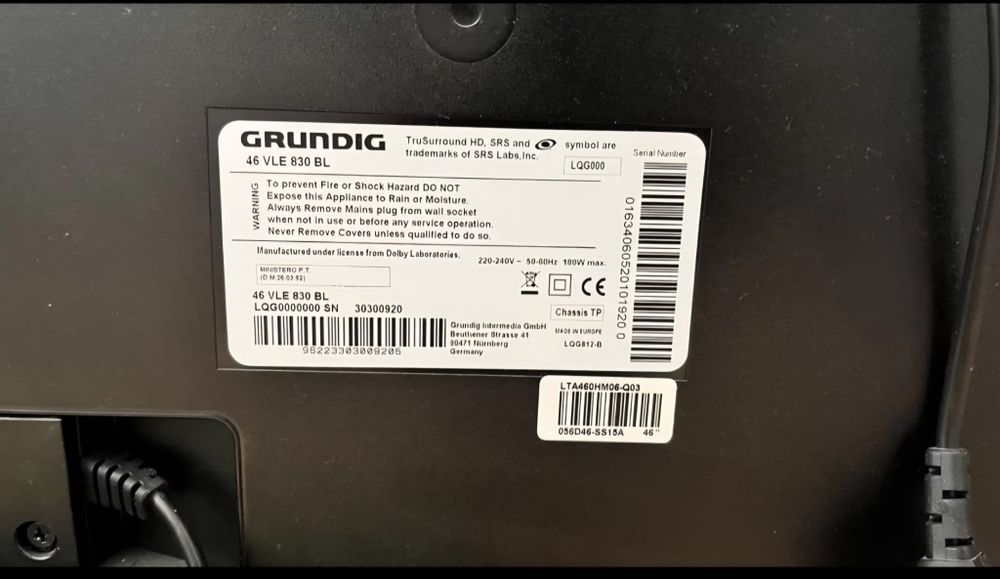 GRUNDIG
46 VLE 830 BL
TruSurround HD, SRS and symbol are
trademarks of SRS Labs,Inc.
LQG000
Serial Number
WARNING
To prevent Fire or Shock Hazard DO NOT
Expose this Appliance to Rain or Moisture.
Always Remove Mains plug from wall socket
when not in use or before any service operation.
Never Remove Covers unless qualified to do so.
Manufactured under license from Dolby Laboratories.
220-240V ~ 50-60Hz 180W max.
MINISTERO P.T.
(D.M.26.03.92)
CE
46 VLE 830 BL
LQG0000000 SN 30300920
Chassis TP
96223303009205
Grundig Intermedia GmbH
Beuthener Strasse 41
90471 Nürnberg
Germany
MADE IN EUROPE
LQG812-B
01634060520101920 0
LTA460HM06-Q03
056D46-SS15A 46"